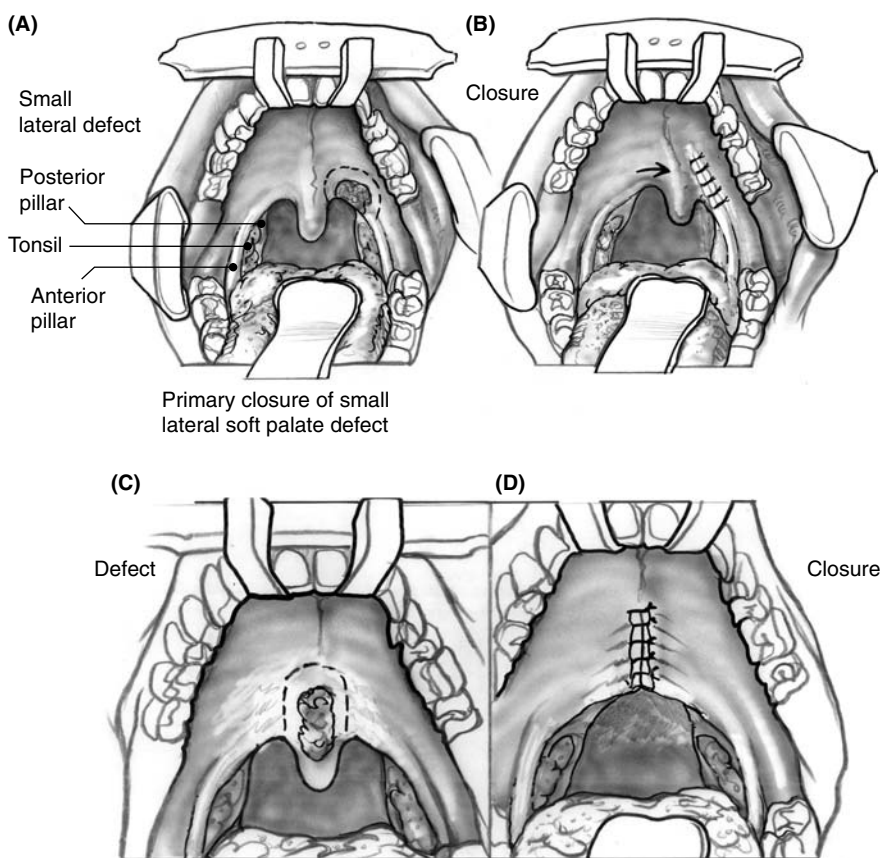 (A)
(B)
Small
lateral defect
Closure
Posterior
pillar
Tonsil
Anterior
pillar
Primary closure of small
lateral soft palate defect
(C)
(D)
Defect
Closure